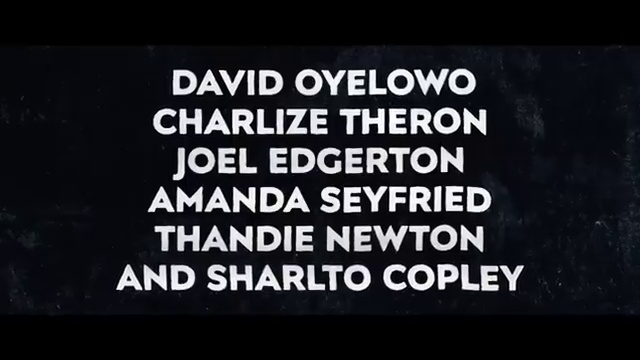 DAVID OYELOWO
CHARLIZE THERON
JOEL EDGERTON
AMANDA SEYFRIED
THANDIE NEWTON
AND SHARLTO COPLEY